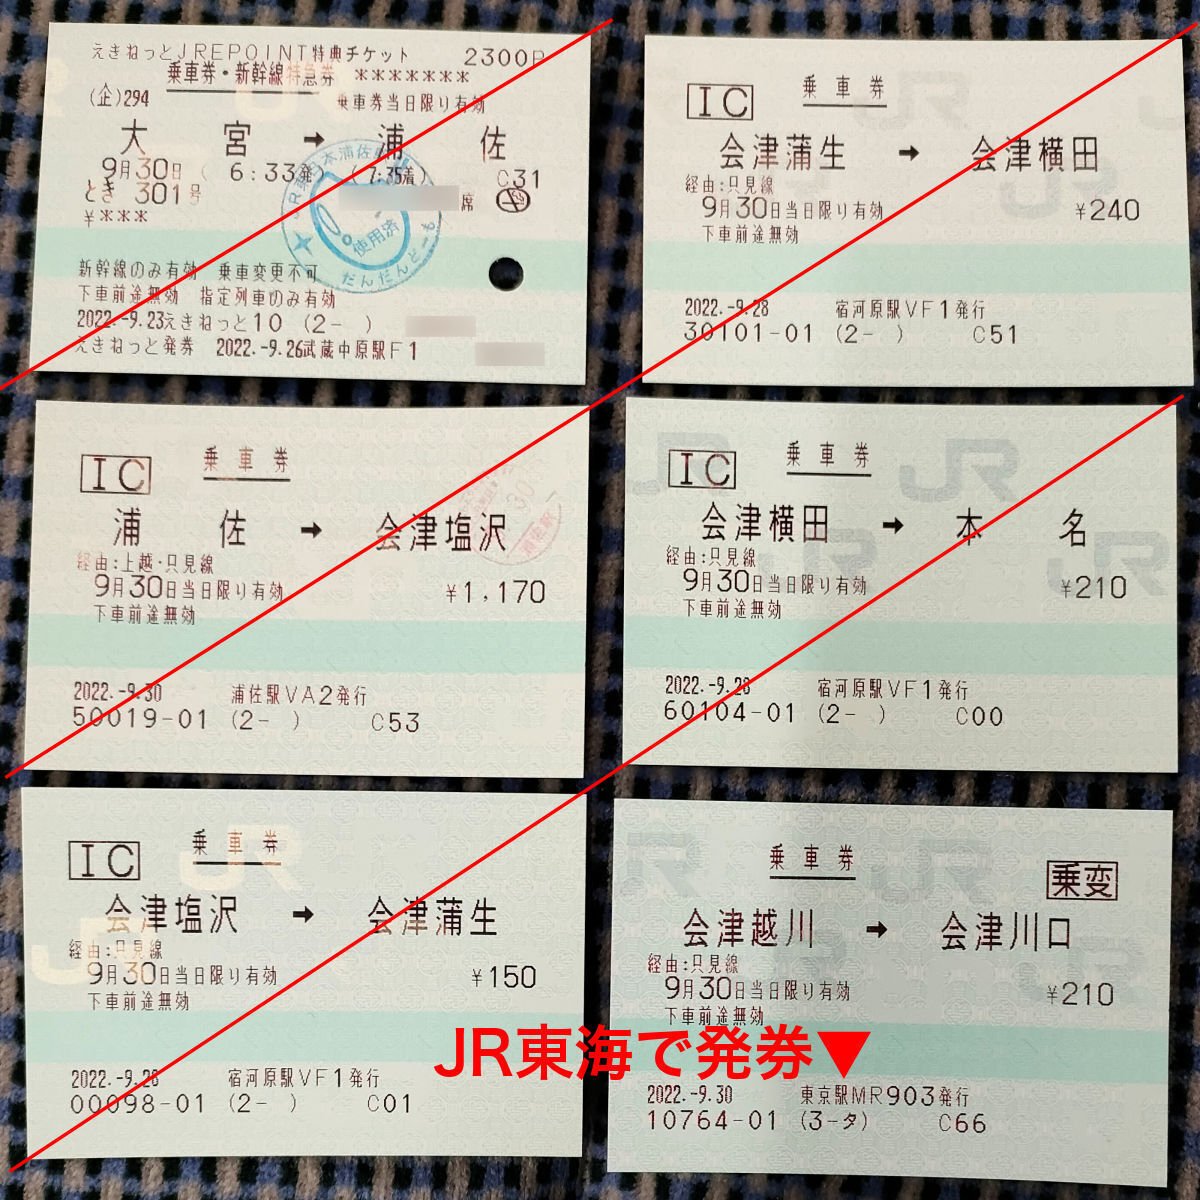 えきねっとJREPOINT特典チケット 2300P
乗車券・新幹線特急券 *******
(企)294 乗車券当日限り有効
大宮 → 浦佐
9月30日 ( 6:33発) (7:35着) C31
とき 301号 席
¥***
JR東日本浦佐
使用済
だんだんど〜も
新幹線のみ有効 乗車変更不可
下車前途無効 指定列車のみ有効
2022.-9.23えきねっと10 (2- )
えきねっと発券 2022.-9.26武蔵中原駅F1
IC 乗車券
会津蒲生 → 会津横田
経由:只見線
9月30日当日限り有効 ¥240
下車前途無効
2022.-9.28 宿河原駅VF1発行
30101-01 (2- ) C51
IC 乗車券
浦佐 → 会津塩沢
経由:上越・只見線
9月30日当日限り有効 ¥1,170
下車前途無効
2022.-9.30 浦佐駅VA2発行
50019-01 (2- ) C53
IC 乗車券
会津横田 → 本名
経由:只見線
9月30日当日限り有効 ¥210
下車前途無効
2022.-9.28 宿河原駅VF1発行
60104-01 (2- ) C00
IC 乗車券
会津塩沢 → 会津蒲生
経由:只見線
9月30日当日限り有効 ¥150
下車前途無効
2022.-9.28 宿河原駅VF1発行
00098-01 (2- ) C01
乗車券
乗変
会津越川 → 会津川口
経由:只見線
9月30日当日限り有効 ¥210
下車前途無効
JR東海で発券▼
2022.-9.30 東京駅MR903発行
10764-01 (3-タ) C66